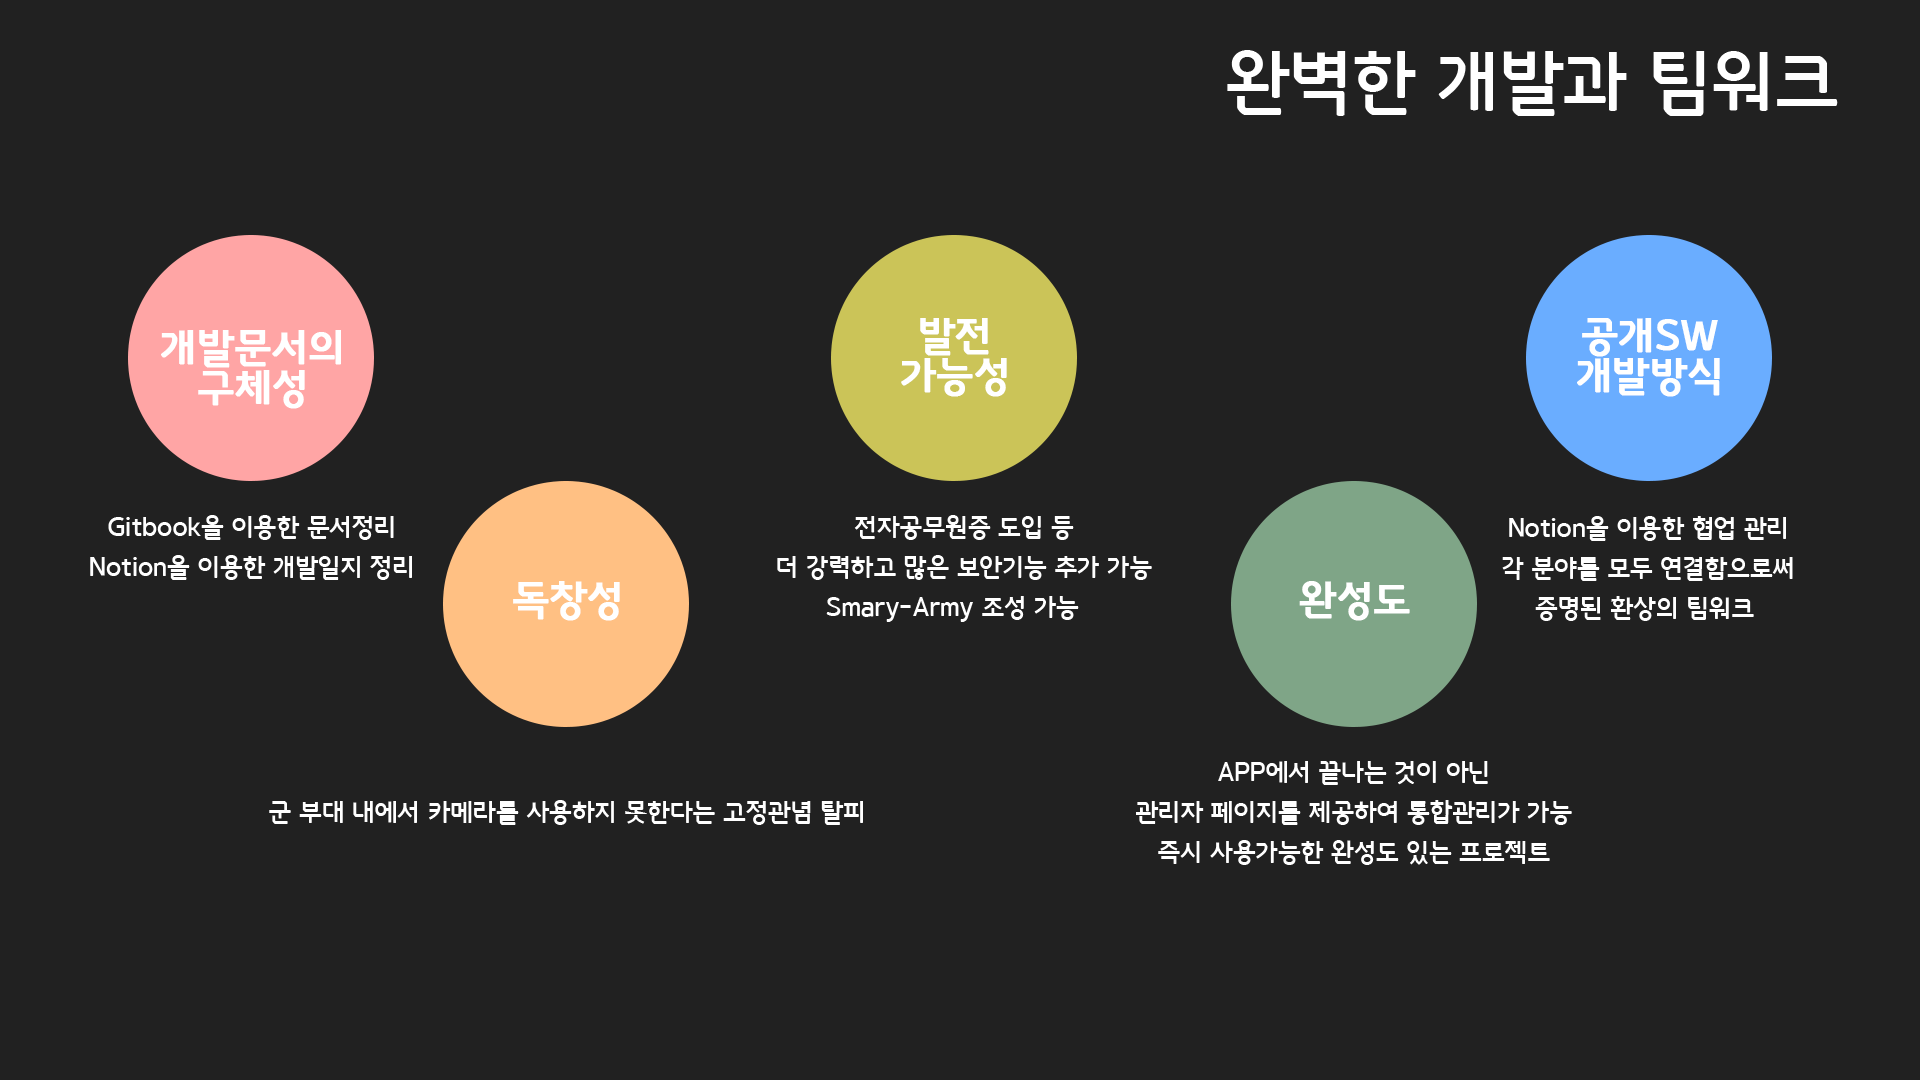 완벽한 개발과 팀워크
개발문서의
구체성
Gitbook을 이용한 문서정리
Notion을 이용한 개발일지 정리
독창성
군 부대 내에서 카메라를 사용하지 못한다는 고정관념 탈피
발전
가능성
전자공무원증 도입 등
더 강력하고 많은 보안기능 추가 가능
Smary-Army 조성 가능
완성도
APP에서 끝나는 것이 아닌
관리자 페이지를 제공하여 통합관리가 가능
즉시 사용가능한 완성도 있는 프로젝트
공개SW
개발방식
Notion을 이용한 협업 관리
각 분야를 모두 연결함으로써
증명된 환상의 팀워크